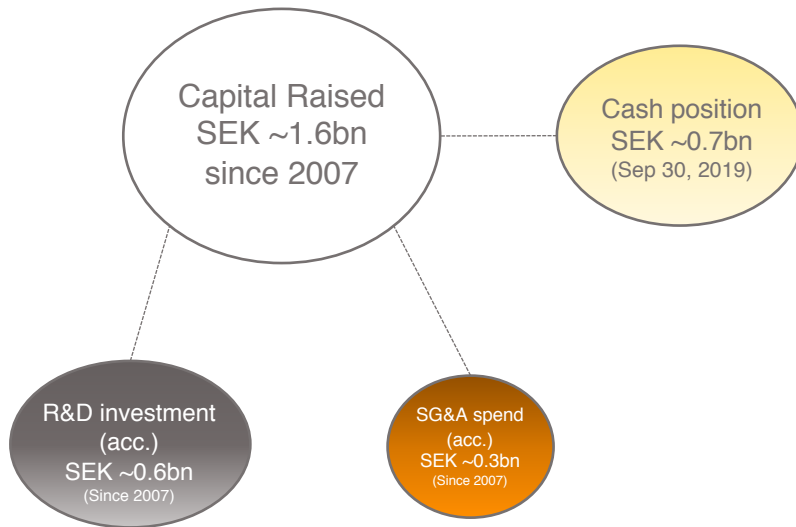 Capital Raised
SEK ~1.6bn
since 2007
Cash position
SEK ~0.7bn
(Sep 30, 2019)
R&D investment
(acc.)
SEK ~0.6bn
(Since 2007)
SG&A spend
(acc.)
SEK ~0.3bn
(Since 2007)